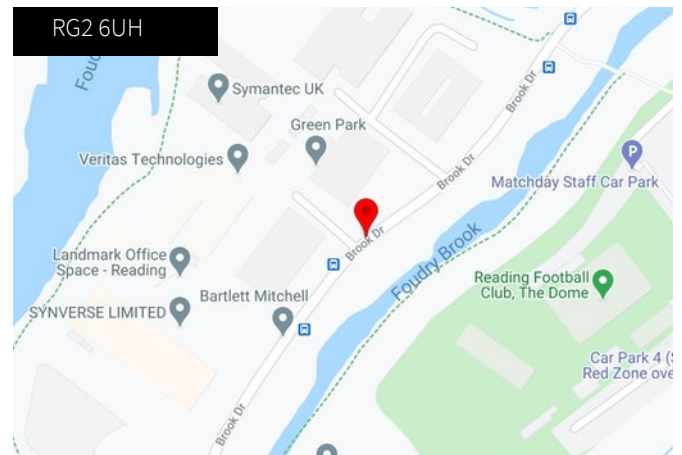 RG2 6UH
Foud
Symantec UK
Brook Dr
Green Park
Veritas Technologies
Brook Dr
P
Matchday Staff Car Park
Landmark Office
Space - Reading
Brook Dr
Foudry Brook
Reading Football
Club, The Dome
SYNVERSE LIMITED
Bartlett Mitchell
Car Park 4 (S
Red Zone ove
Brook Dr